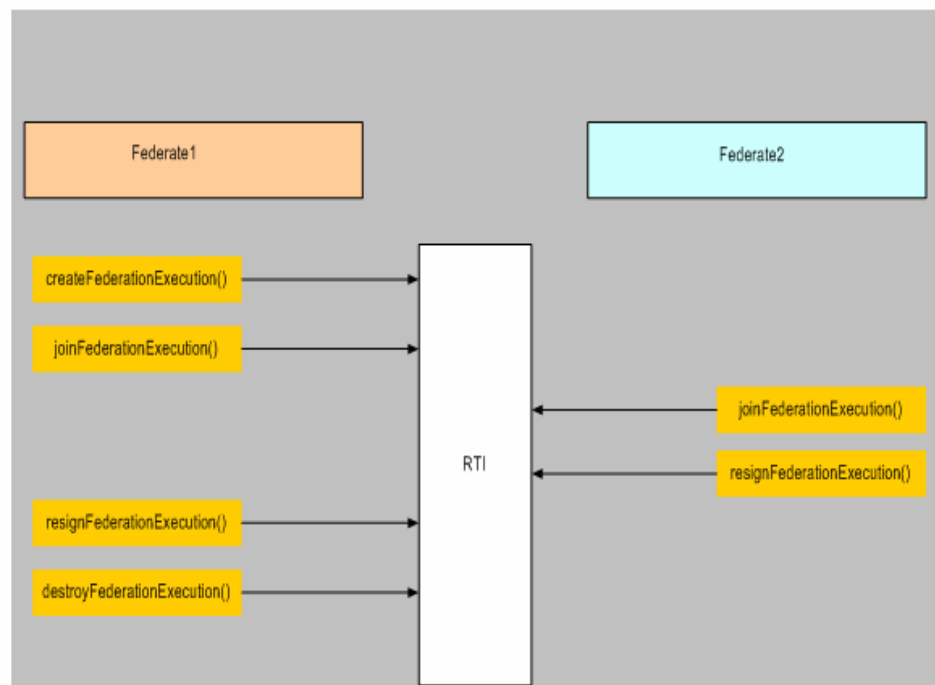 Federate1
Federate2
createFederationExecution()
joinFederationExecution()
joinFederationExecution()
RTI
resignFederationExecution()
resignFederationExecution()
destroyFederationExecution()